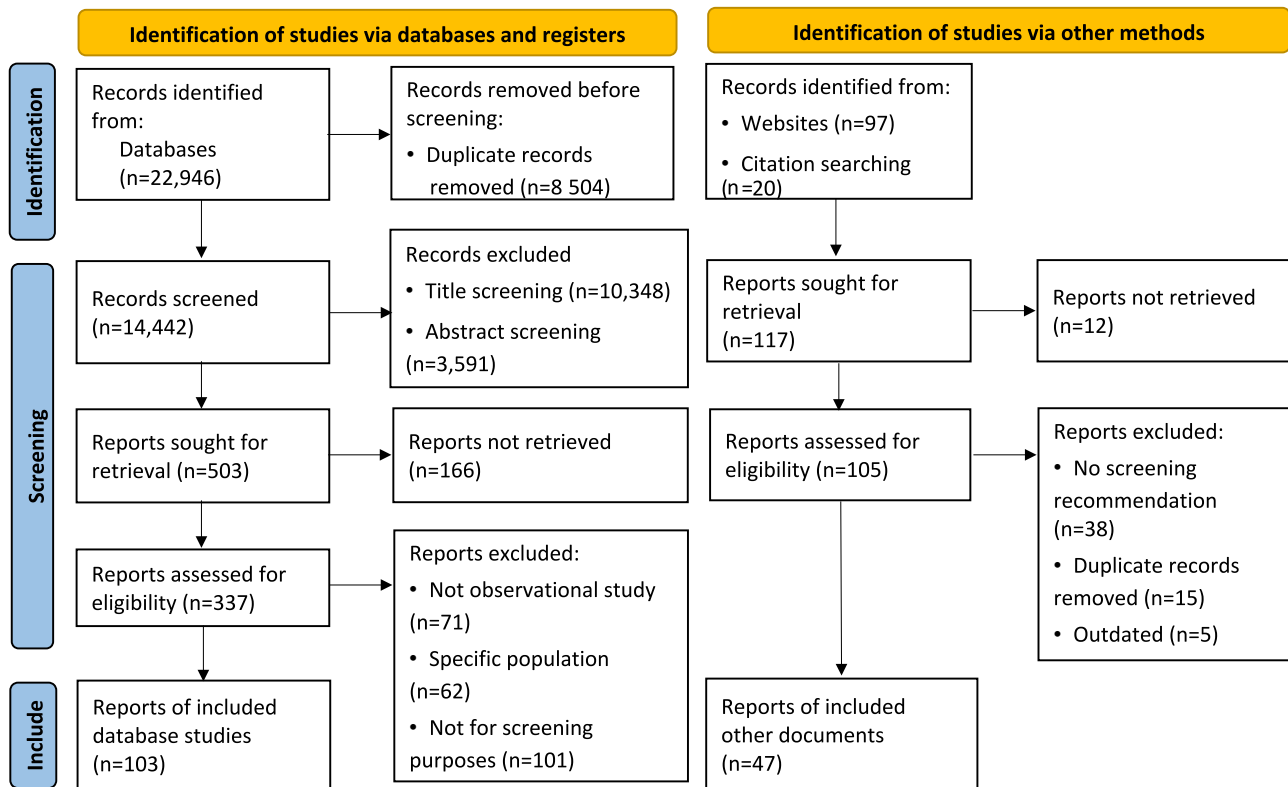 Identification of studies via databases and registers
Identification of studies via other methods
Identification
Records identified
from:
Databases
(n=22,946)
Records removed before
screening:
• Duplicate records
removed (n=8 504)
Records identified from:
• Websites (n=97)
• Citation searching
(n=20)
Screening
Records screened
(n=14,442)
Records excluded
• Title screening (n=10,348)
• Abstract screening
(n=3,591)
Reports sought for
retrieval
(n=117)
Reports not retrieved
(n=12)
Reports sought for
retrieval (n=503)
Reports not retrieved
(n=166)
Reports assessed for
eligibility (n=105)
Reports excluded:
• No screening
recommendation
(n=38)
• Duplicate records
removed (n=15)
• Outdated (n=5)
Reports assessed for
eligibility (n=337)
Reports excluded:
• Not observational study
(n=71)
• Specific population
(n=62)
• Not for screening
purposes (n=101)
Include
Reports of included
database studies
(n=103)
Reports of included
other documents
(n=47)